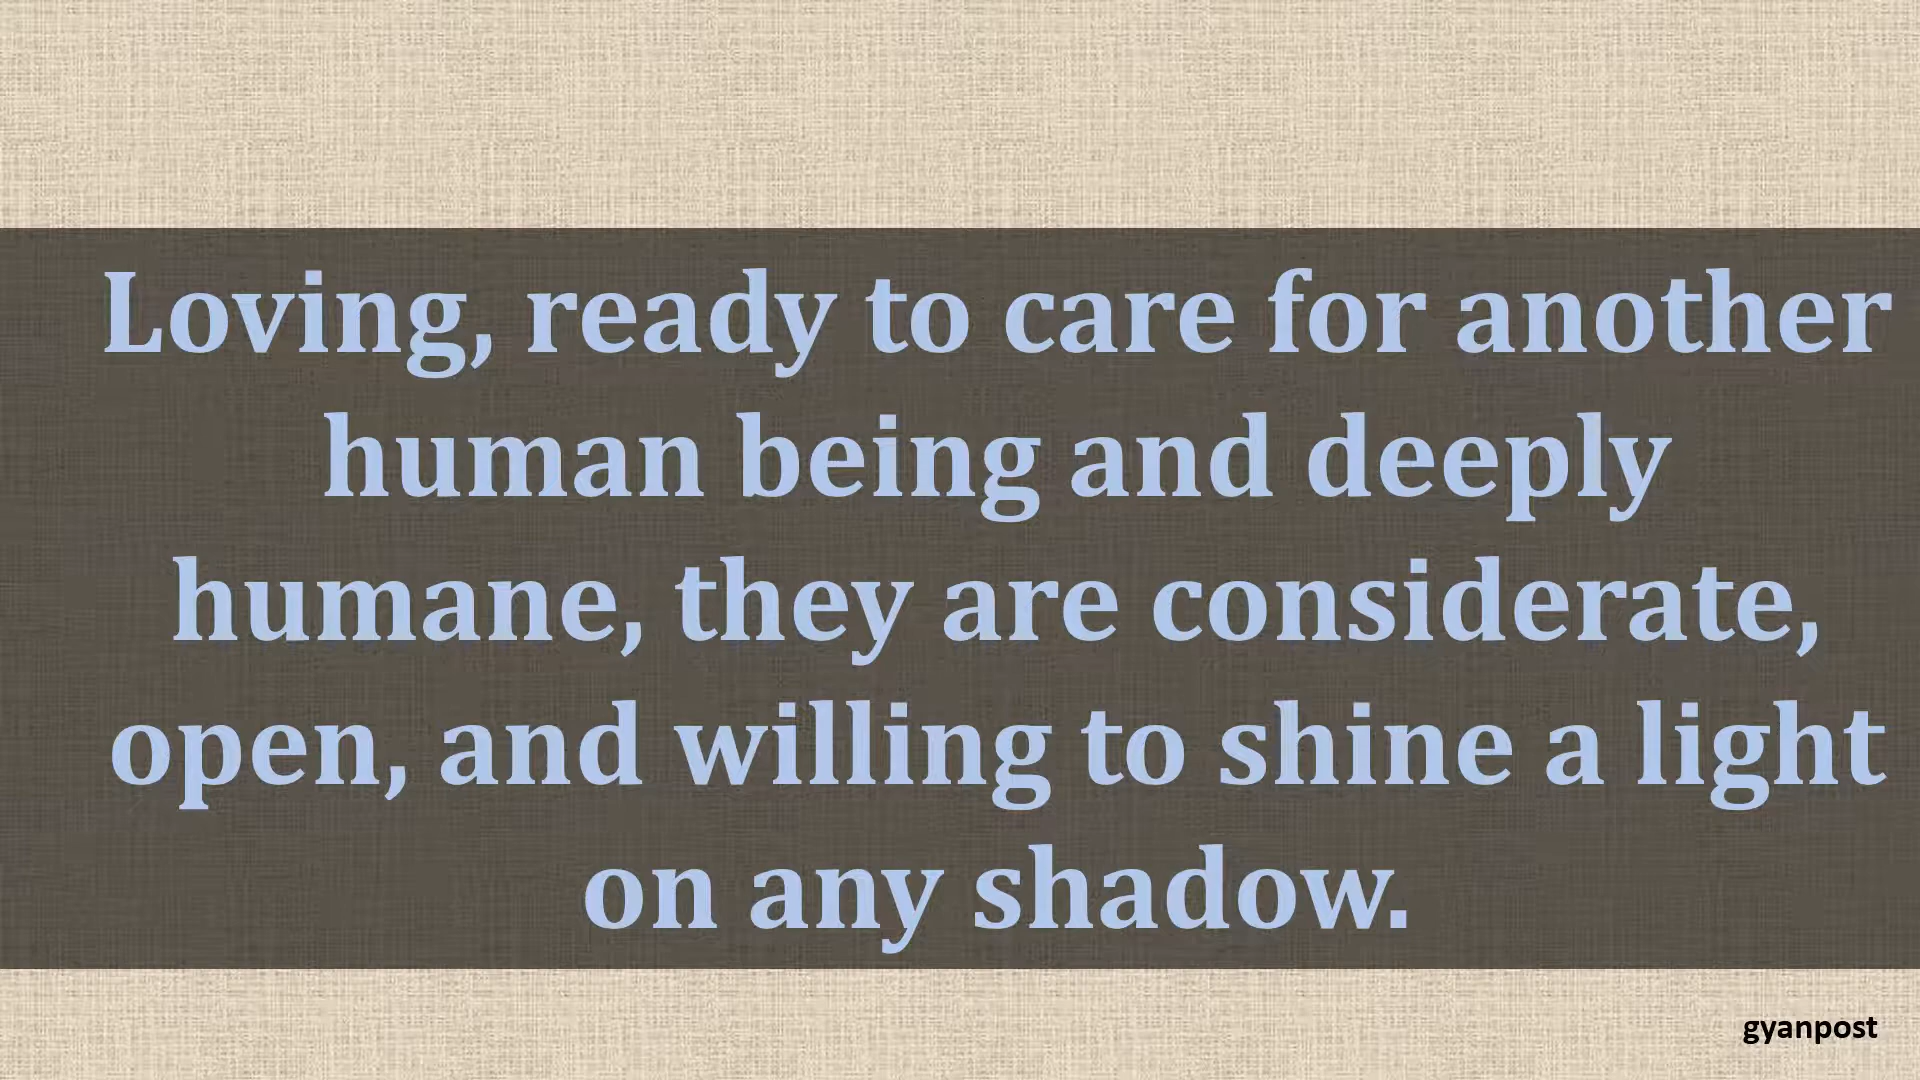 Loving, ready to care for another
human being and deeply
humane, they are considerate,
open, and willing to shine a light
on any shadow.
gyanpost